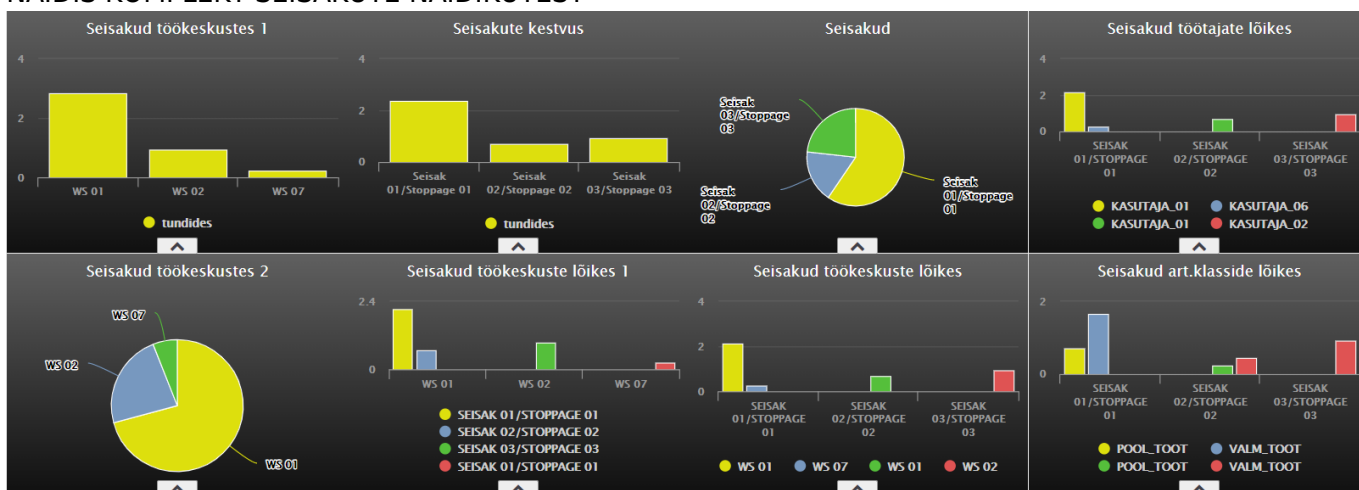 NÄIDIS KOMPLEKT SEISAKUTE NÄIDIKUTEST
Seisakud töökeskustes 1
4
2
0
WS 01
WS 02
WS 07
tundides
Seisakute kestvus
4
2
0
Seisak
01/Stoppage 01
Seisak
02/Stoppage 02
Seisak
03/Stoppage 03
tundides
Seisakud
Seisak
03/Stoppage
03
Seisak
02/Stoppage
02
Seisak
01/Stoppage
01
Seisakud töötajate lõikes
4
2
0
SEISAK
01/STOPPAGE
01
SEISAK
02/STOPPAGE
02
SEISAK
03/STOPPAGE
03
KASUTAJA_01
KASUTAJA_06
KASUTAJA_01
KASUTAJA_02
Seisakud töökeskustes 2
WS 07
WS 02
WS 01
Seisakud töökeskuste lõikes 1
2.4
0
WS 01
WS 02
WS 07
SEISAK 01/STOPPAGE 01
SEISAK 02/STOPPAGE 02
SEISAK 03/STOPPAGE 03
SEISAK 01/STOPPAGE 01
Seisakud töökeskuste lõikes
4
2
0
SEISAK
01/STOPPAGE
01
SEISAK
02/STOPPAGE
02
SEISAK
03/STOPPAGE
03
WS 01
WS 07
WS 01
WS 02
Seisakud art.klasside lõikes
2
0
SEISAK
01/STOPPAGE
01
SEISAK
02/STOPPAGE
02
SEISAK
03/STOPPAGE
03
POOL_TOOT
VALM_TOOT
POOL_TOOT
VALM_TOOT